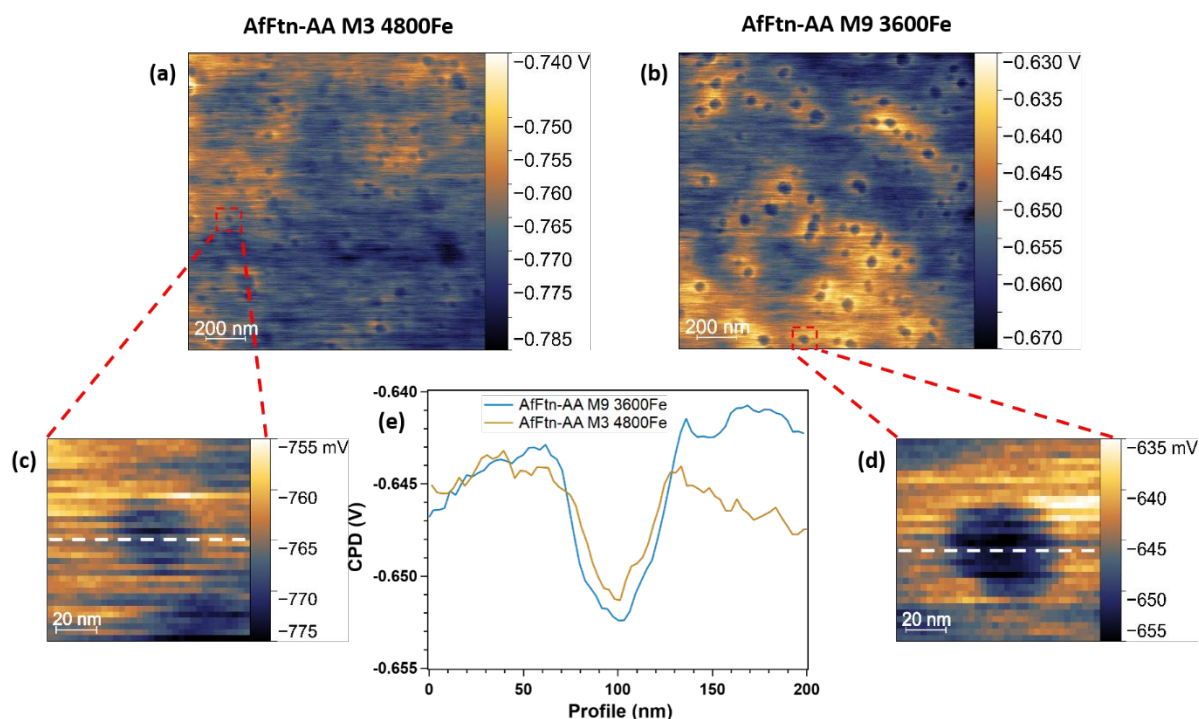 AfFtn-AA M3 4800Fe
AfFtn-AA M9 3600Fe
(a)
−0.740 V
−0.750
−0.755
−0.760
−0.765
−0.770
−0.775
−0.785
200 nm
(b)
−0.630 V
−0.635
−0.640
−0.645
−0.650
−0.655
−0.660
−0.670
200 nm
(c)
−755 mV
−760
−765
−770
−775
20 nm
(e)
AfFtn-AA M9 3600Fe
AfFtn-AA M3 4800Fe
CPD (V)
-0.640
-0.645
-0.650
-0.655
0
50
100
150
200
Profile (nm)
(d)
−635 mV
−640
−645
−650
−655
20 nm